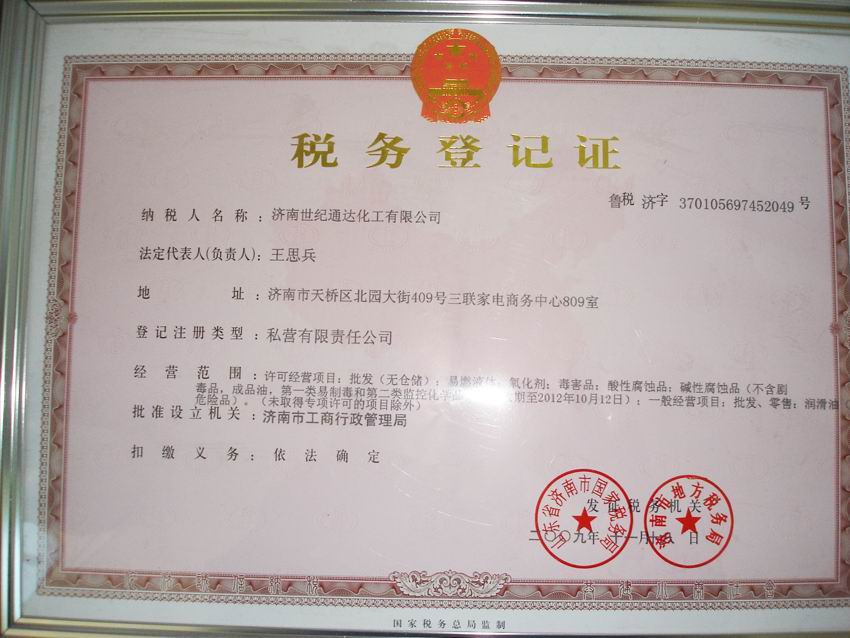 税务登记证
鲁税 济字 370105697452049 号
纳税人名称：济南世纪通达化工有限公司
法定代表人(负责人)：王思兵
地 址：济南市天桥区北园大街409号三联家电商务中心809室
登记注册类型：私营有限责任公司
经营范围：许可经营项目：批发（无仓储）：易燃液体；氧化剂；毒害品；酸性腐蚀品；碱性腐蚀品（不含剧
毒品，成品油，第一类易制毒和第二类监控化学 期至2012年10月12日）；一般经营项目：批发、零售：润滑油（
危险品）。（未取得专项许可的项目除外）
批准设立机关：济南市工商行政管理局
扣缴义务：依法确定
山东省济南市国家税务局
济南市地方税务局
发证税务机关
二〇〇九年 十一月十八 日
国家税务总局监制